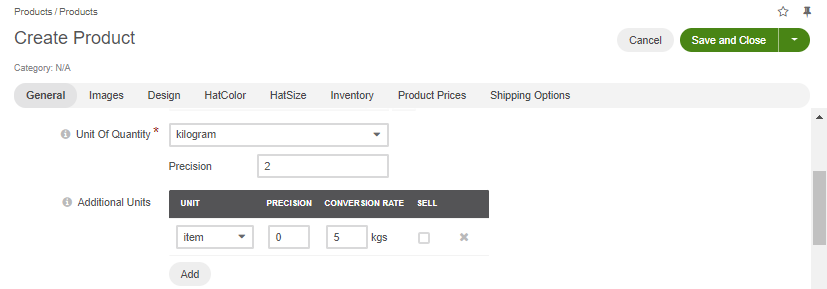 Products / Products
Create Product
Cancel
Save and Close
Category: N/A
General Images Design HatColor HatSize Inventory Product Prices Shipping Options
Unit Of Quantity * kilogram
Precision 2
Additional Units
UNIT PRECISION CONVERSION RATE SELL
item 0 5 kgs
Add